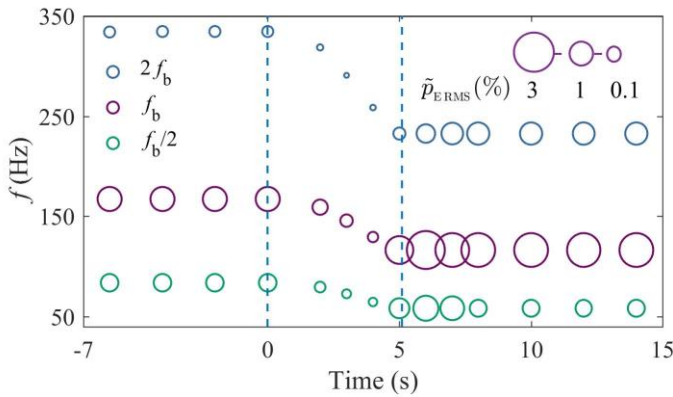 350
250
150
50
f (Hz)
2f_b
f_b
f_b/2
p̃_E RMS (%) 3 1 0.1
-7 0 5 10 15
Time (s)